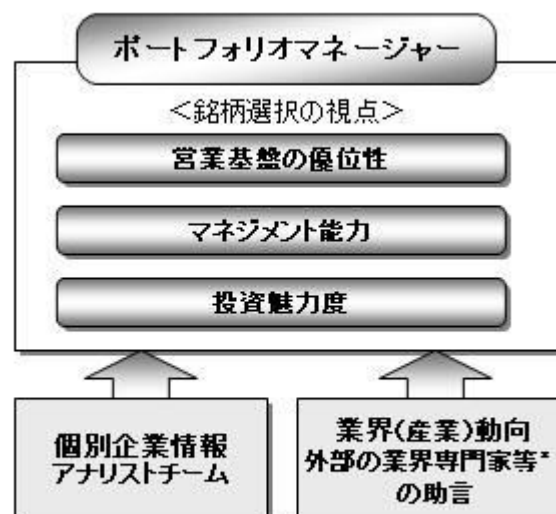 ポートフォリオマネージャー
＜銘柄選択の視点＞
営業基盤の優位性
マネジメント能力
投資魅力度
個別企業情報
アナリストチーム
業界(産業)動向
外部の業界専門家等*
の助言